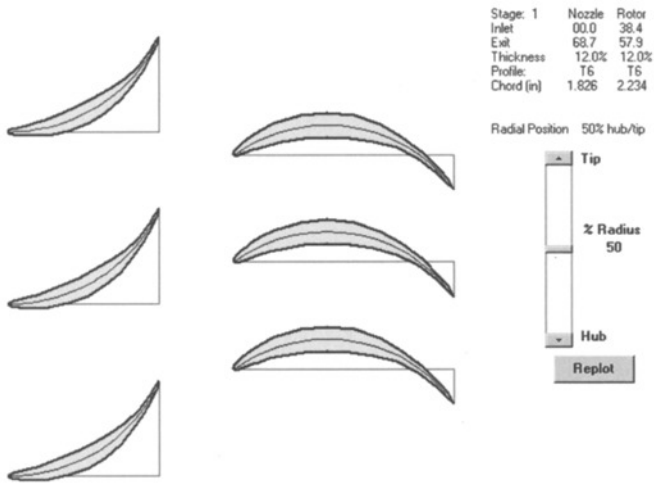 Stage: 1 Nozzle Rotor
Inlet 00.0 38.4
Exit 68.7 57.9
Thickness 12.0% 12.0%
Profile: T6 T6
Chord (in) 1.826 2.234
Radial Position 50% hub/tip
Tip
% Radius
50
Hub
Replot